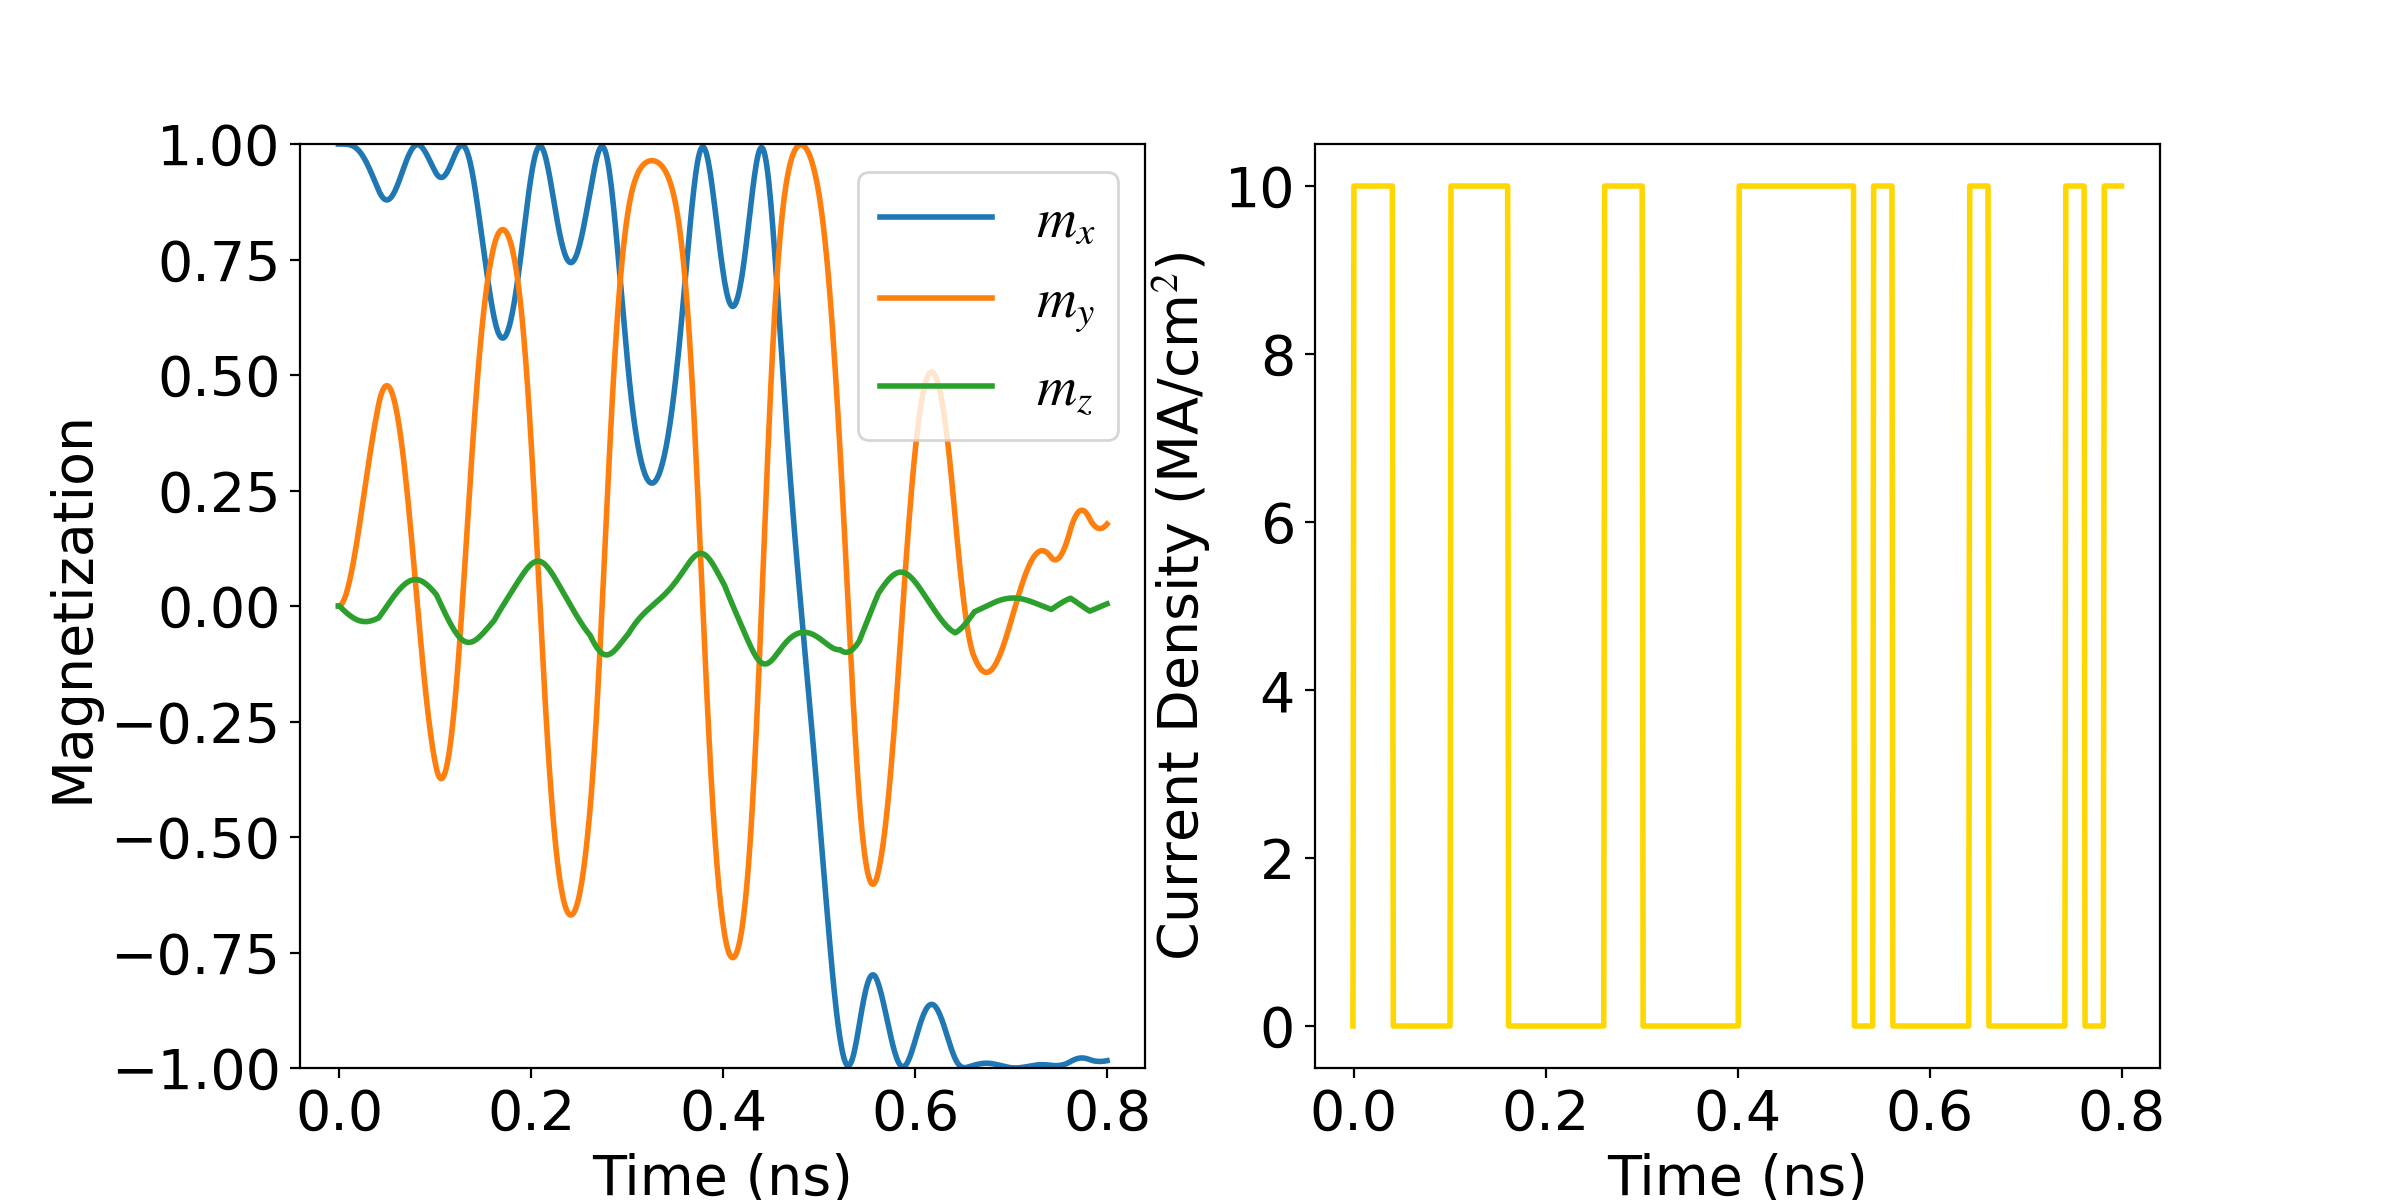 Magnetization
1.00
0.75
0.50
0.25
0.00
−0.25
−0.50
−0.75
−1.00
0.0 0.2 0.4 0.6 0.8
Time (ns)
m_x
m_y
m_z
Current Density (MA/cm²)
10
8
6
4
2
0
0.0 0.2 0.4 0.6 0.8
Time (ns)